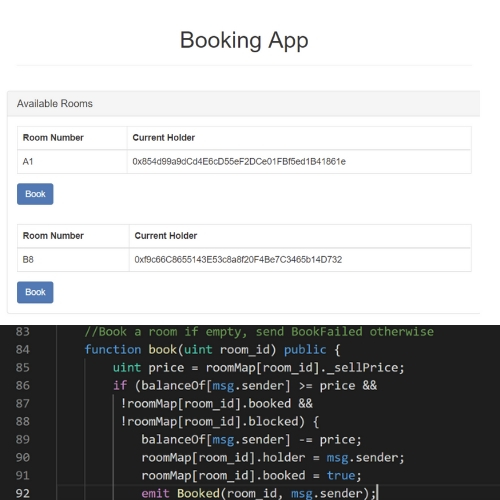 Booking App
Available Rooms
Room Number Current Holder
A1 0x854d99a9dCd4E6cD55eF2DCe01FBf5ed1B41861e
Book
Room Number Current Holder
B8 0xf9c66C8655143E53c8a8f20F4Be7C3465b14D732
Book
83 //Book a room if empty, send BookFailed otherwise
84 function book(uint room_id) public {
85 uint price = roomMap[room_id]._sellPrice;
86 if (balanceOf[msg.sender] >= price &&
87 !roomMap[room_id].booked &&
88 !roomMap[room_id].blocked) {
89 balanceOf[msg.sender] -= price;
90 roomMap[room_id].holder = msg.sender;
91 roomMap[room_id].booked = true;
92 emit Booked(room_id, msg.sender);